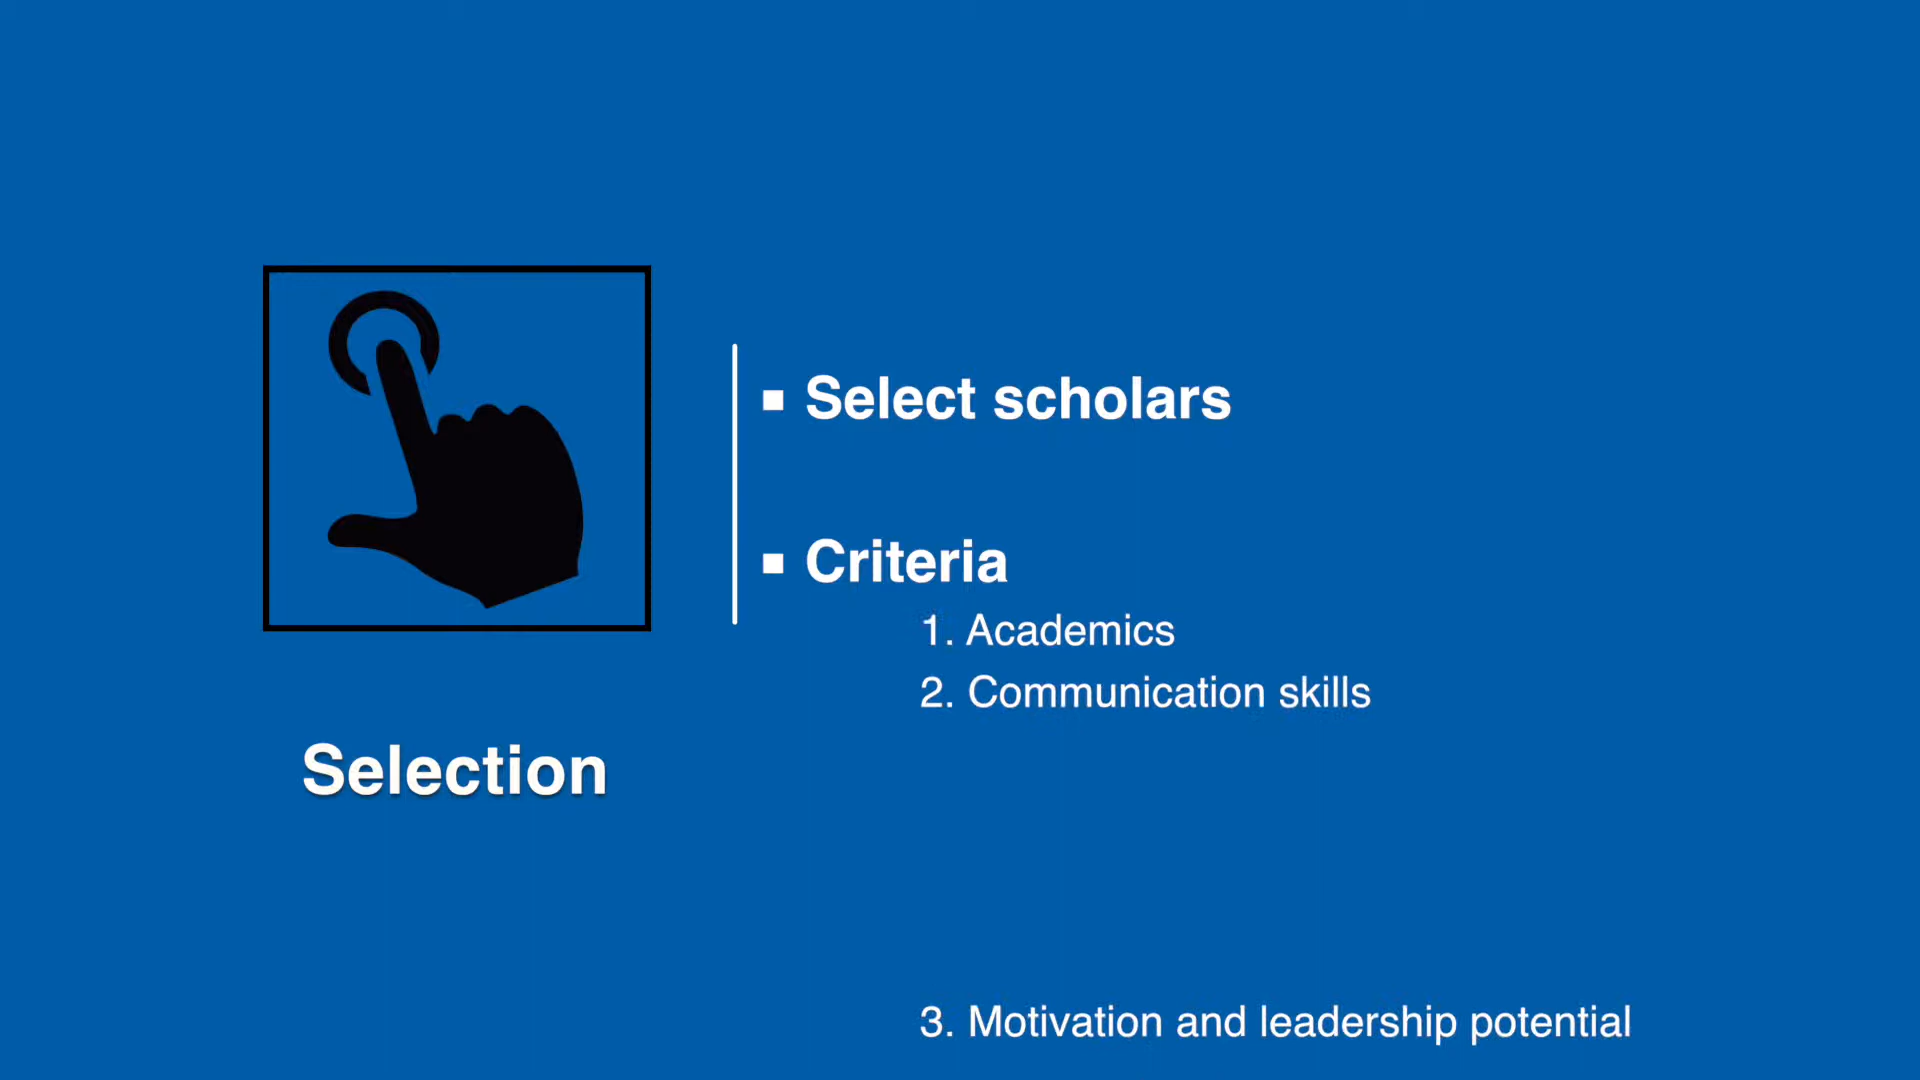 Selection
▪ Select scholars
▪ Criteria
1. Academics
2. Communication skills
3. Motivation and leadership potential